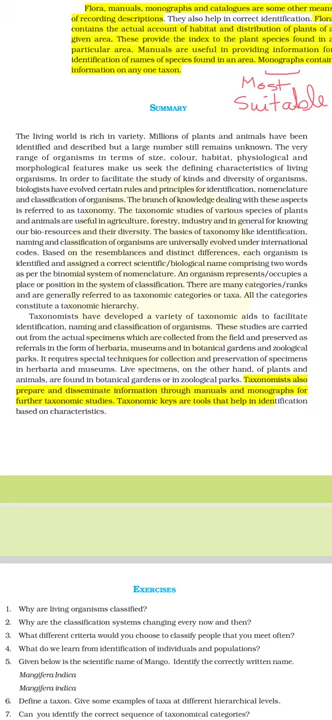 Flora, manuals, monographs and catalogues are some other means
of recording descriptions. They also help in correct identification. Flora
contains the actual account of habitat and distribution of plants of a
given area. These provide the index to the plant species found in a
particular area. Manuals are useful in providing information for
identification of names of species found in an area. Monographs contain
information on any one taxon.
Most
Suitable
SUMMARY
The living world is rich in variety. Millions of plants and animals have been
identified and described but a large number still remains unknown. The very
range of organisms in terms of size, colour, habitat, physiological and
morphological features make us seek the defining characteristics of living
organisms. In order to facilitate the study of kinds and diversity of organisms,
biologists have evolved certain rules and principles for identification, nomenclature
and classification of organisms. The branch of knowledge dealing with these aspects
is referred to as taxonomy. The taxonomic studies of various species of plants
and animals are useful in agriculture, forestry, industry and in general for knowing
our bio-resources and their diversity. The basics of taxonomy like identification,
naming and classification of organisms are universally evolved under international
codes. Based on the resemblances and distinct differences, each organism is
identified and assigned a correct scientific/biological name comprising two words
as per the binomial system of nomenclature. An organism represents/occupies a
place or position in the system of classification. There are many categories/ranks
and are generally referred to as taxonomic categories or taxa. All the categories
constitute a taxonomic hierarchy.
Taxonomists have developed a variety of taxonomic aids to facilitate
identification, naming and classification of organisms. These studies are carried
out from the actual specimens which are collected from the field and preserved as
referrals in the form of herbaria, museums and in botanical gardens and zoological
parks. It requires special techniques for collection and preservation of specimens
in herbaria and museums. Live specimens, on the other hand, of plants and
animals, are found in botanical gardens or in zoological parks. Taxonomists also
prepare and disseminate information through manuals and monographs for
further taxonomic studies. Taxonomic keys are tools that help in identification
based on characteristics.
EXERCISES
1. Why are living organisms classified?
2. Why are the classification systems changing every now and then?
3. What different criteria would you choose to classify people that you meet often?
4. What do we learn from identification of individuals and populations?
5. Given below is the scientific name of Mango. Identify the correctly written name.
Mangifera Indica
Mangifera indica
6. Define a taxon. Give some examples of taxa at different hierarchical levels.
7. Can you identify the correct sequence of taxonomical categories?